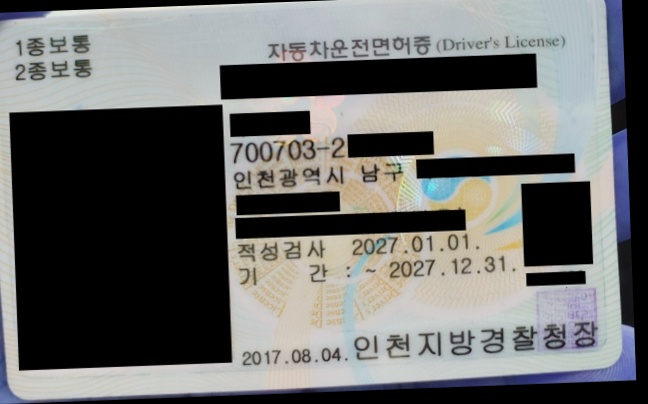 1종보통
2종보통
자동차운전면허증 (Driver's License)
700703-2
인천광역시 남구
적성검사 2027.01.01.
기 간 : ~ 2027.12.31.
2017.08.04. 인천지방경찰청장